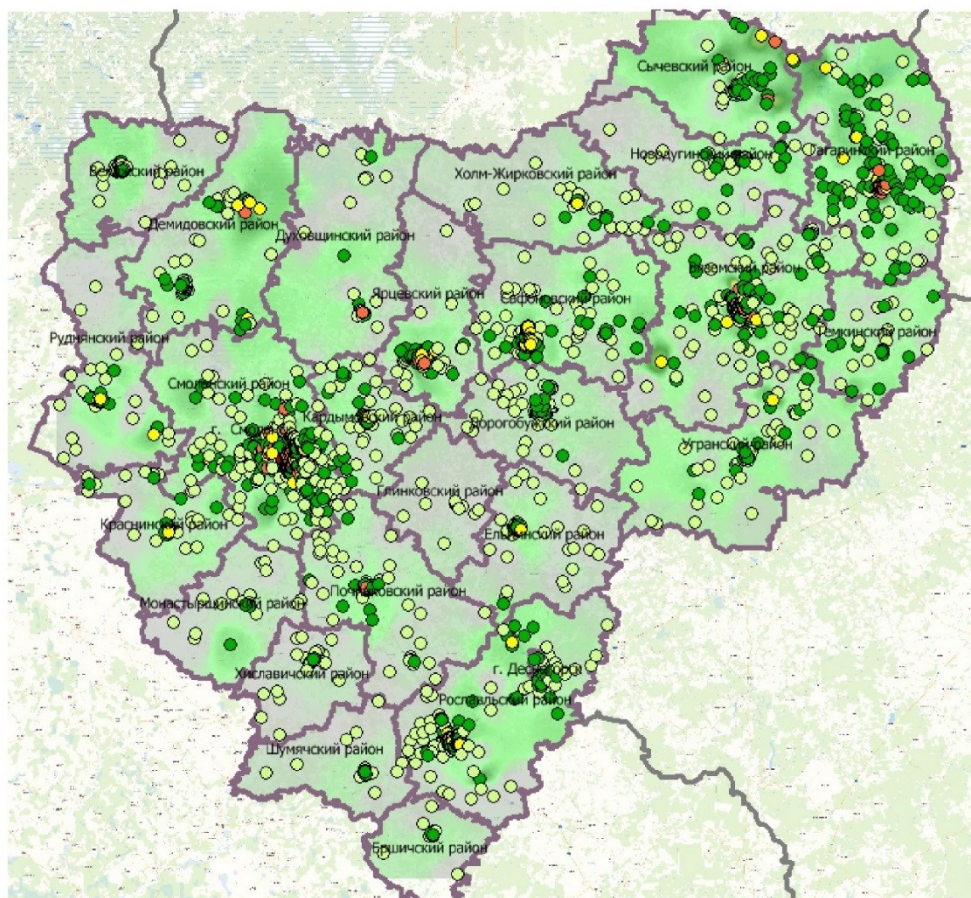 Сычевский район
Новодугинский район
Гагаринский район
Велижский район
Холм-Жирковский район
Демидовский район
Духовщинский район
Вяземский район
Ярцевский район
Сафоновский район
Руднянский район
Темкинский район
Смоленский район
Кардымовский район
Дорогобужский район
г. Смоленск
Угранский район
Глинковский район
Краснинский район
Ельнинский район
Починковский район
Монастырщинский район
Хиславичский район
г. Десногорск
Рославльский район
Шумячский район
Ершичский район